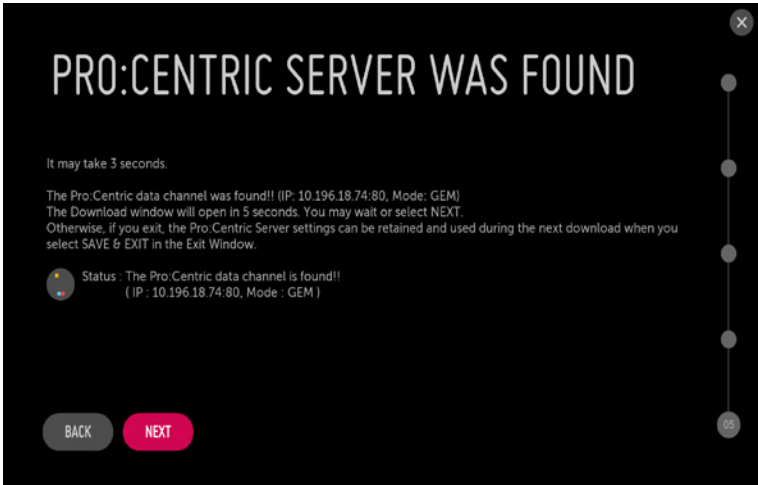 PRO:CENTRIC SERVER WAS FOUND
It may take 3 seconds.
The Pro:Centric data channel was found!! (IP: 10.196.18.74:80, Mode: GEM)
The Download window will open in 5 seconds. You may wait or select NEXT.
Otherwise, if you exit, the Pro:Centric Server settings can be retained and used during the next download when you
select SAVE & EXIT in the Exit Window.
Status : The Pro:Centric data channel is found!!
( IP : 10.196.18.74:80, Mode : GEM )
BACK
NEXT
05